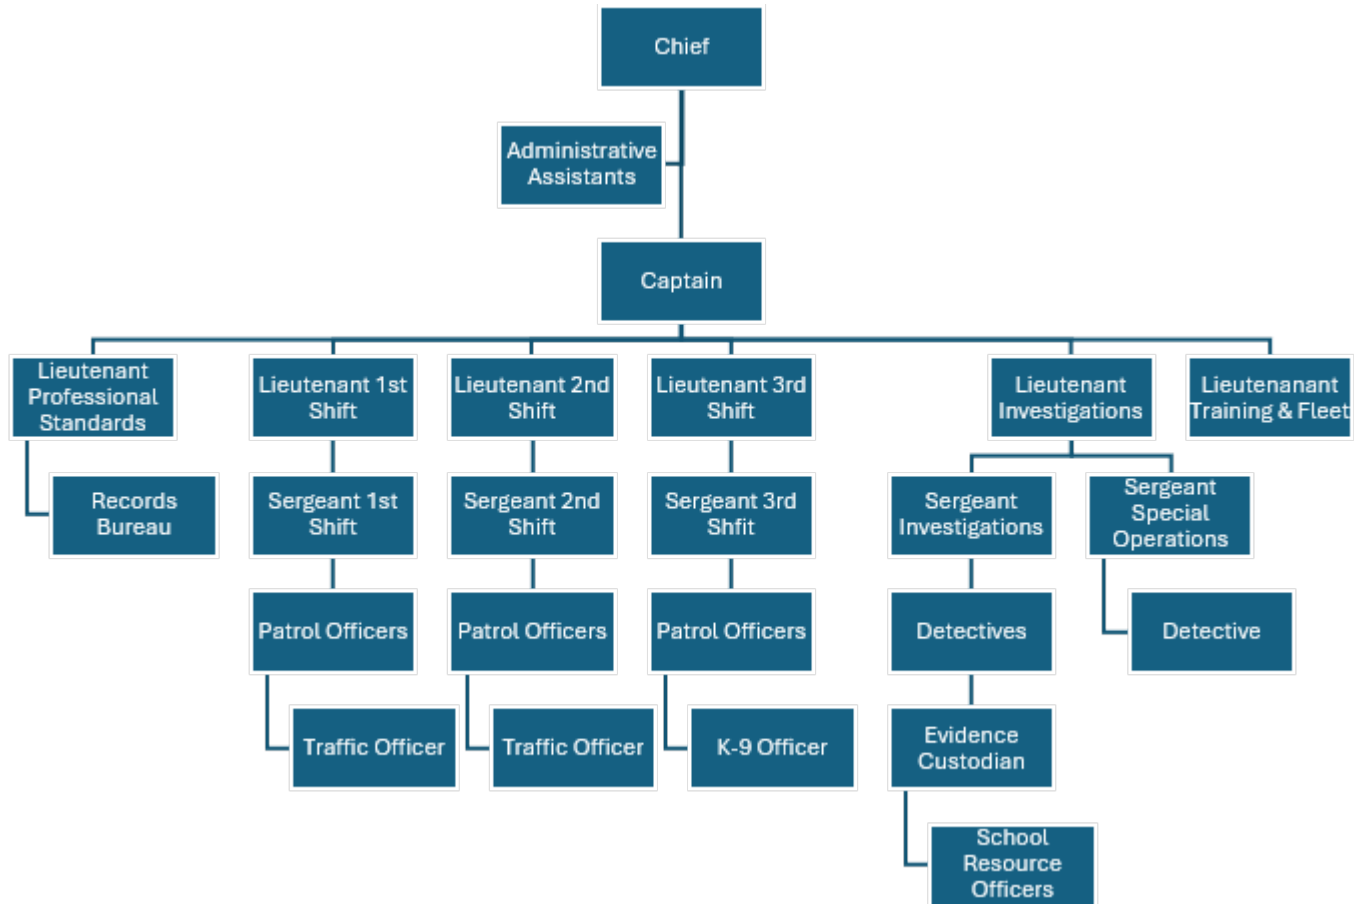 Chief
Administrative
Assistants
Captain
Lieutenant
Professional
Standards
Lieutenant 1st
Shift
Lieutenant 2nd
Shift
Lieutenant 3rd
Shift
Lieutenant
Investigations
Lieutenanant
Training & Fleet
Records
Bureau
Sergeant 1st
Shift
Sergeant 2nd
Shift
Sergeant 3rd
Shfit
Sergeant
Investigations
Sergeant
Special
Operations
Patrol Officers
Patrol Officers
Patrol Officers
Detectives
Detective
Traffic Officer
Traffic Officer
K-9 Officer
Evidence
Custodian
School
Resource
Officers